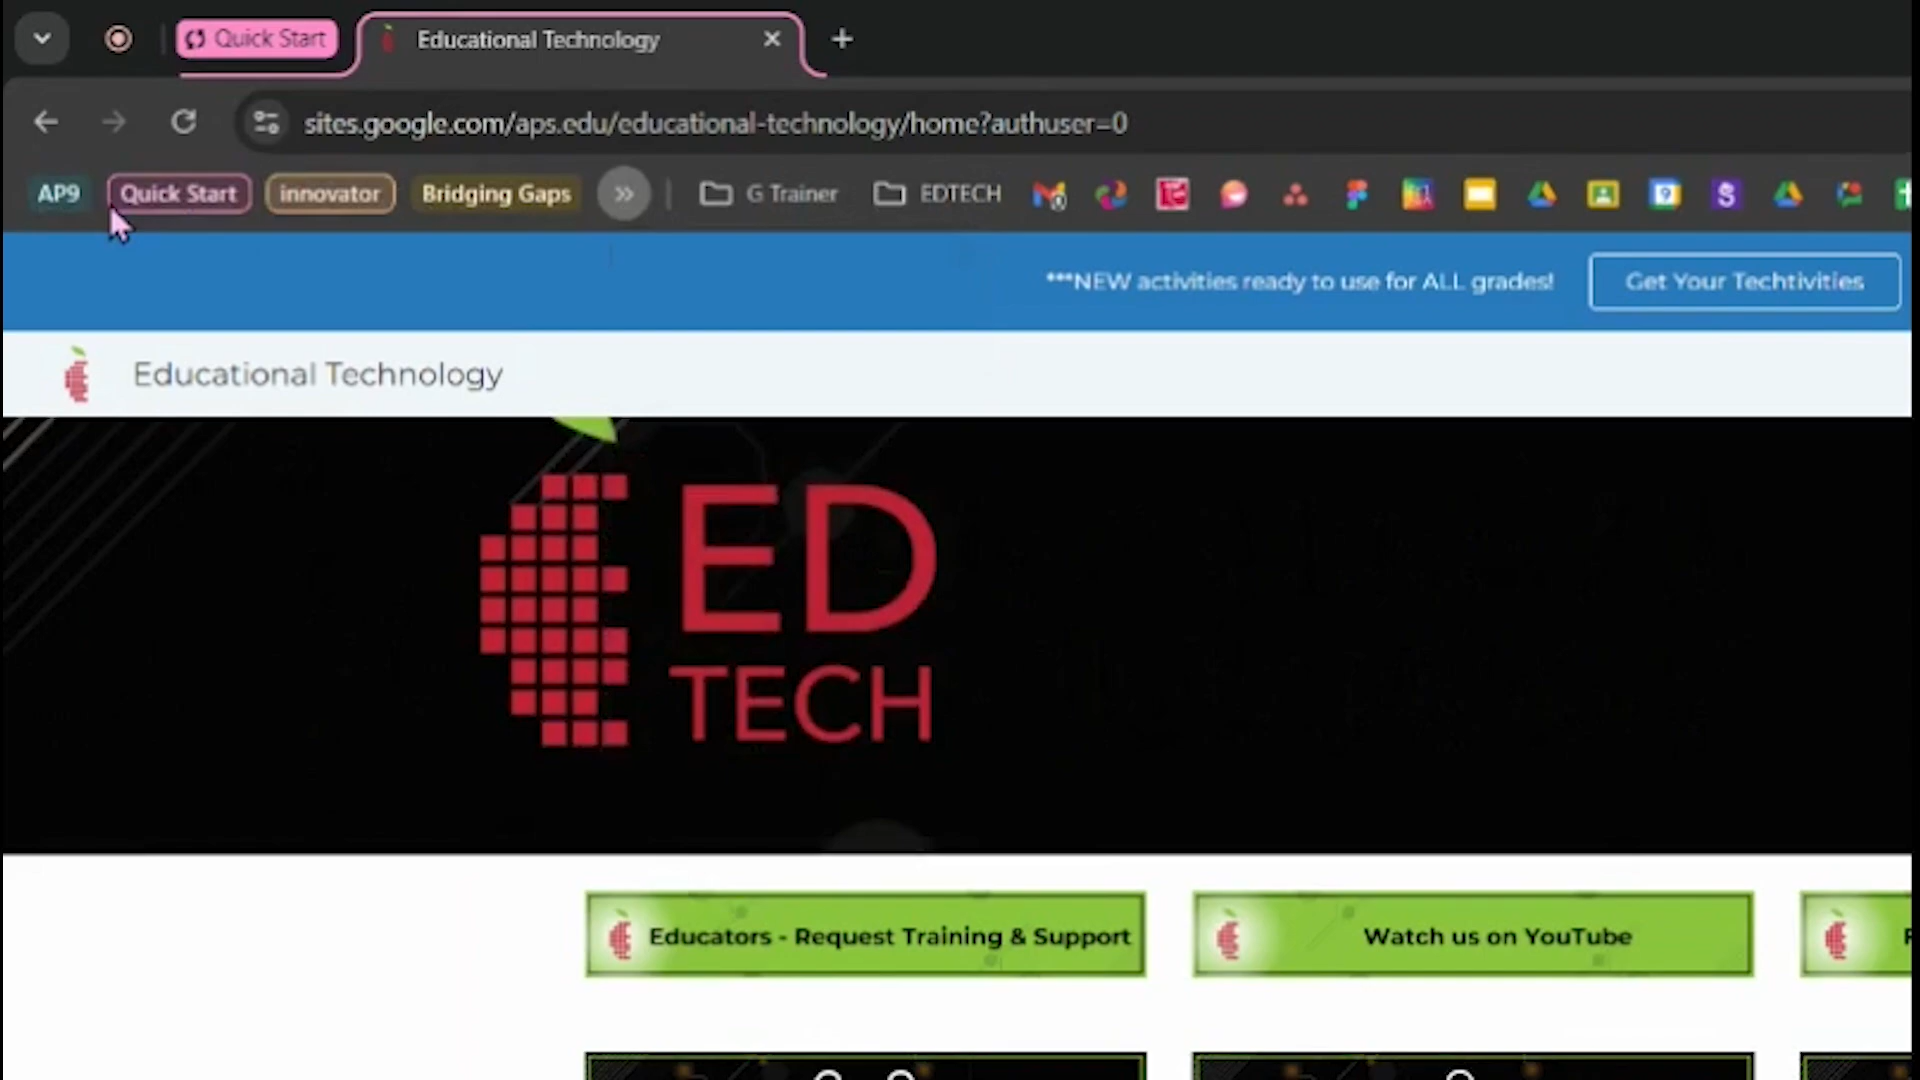 Quick Start
Educational Technology
sites.google.com/aps.edu/educational-technology/home?authuser=0
AP9
Quick Start
innovator
Bridging Gaps
G Trainer
EDTECH
***NEW activities ready to use for ALL grades!
Get Your Techtivities
Educational Technology
ED
TECH
Educators - Request Training & Support
Watch us on YouTube